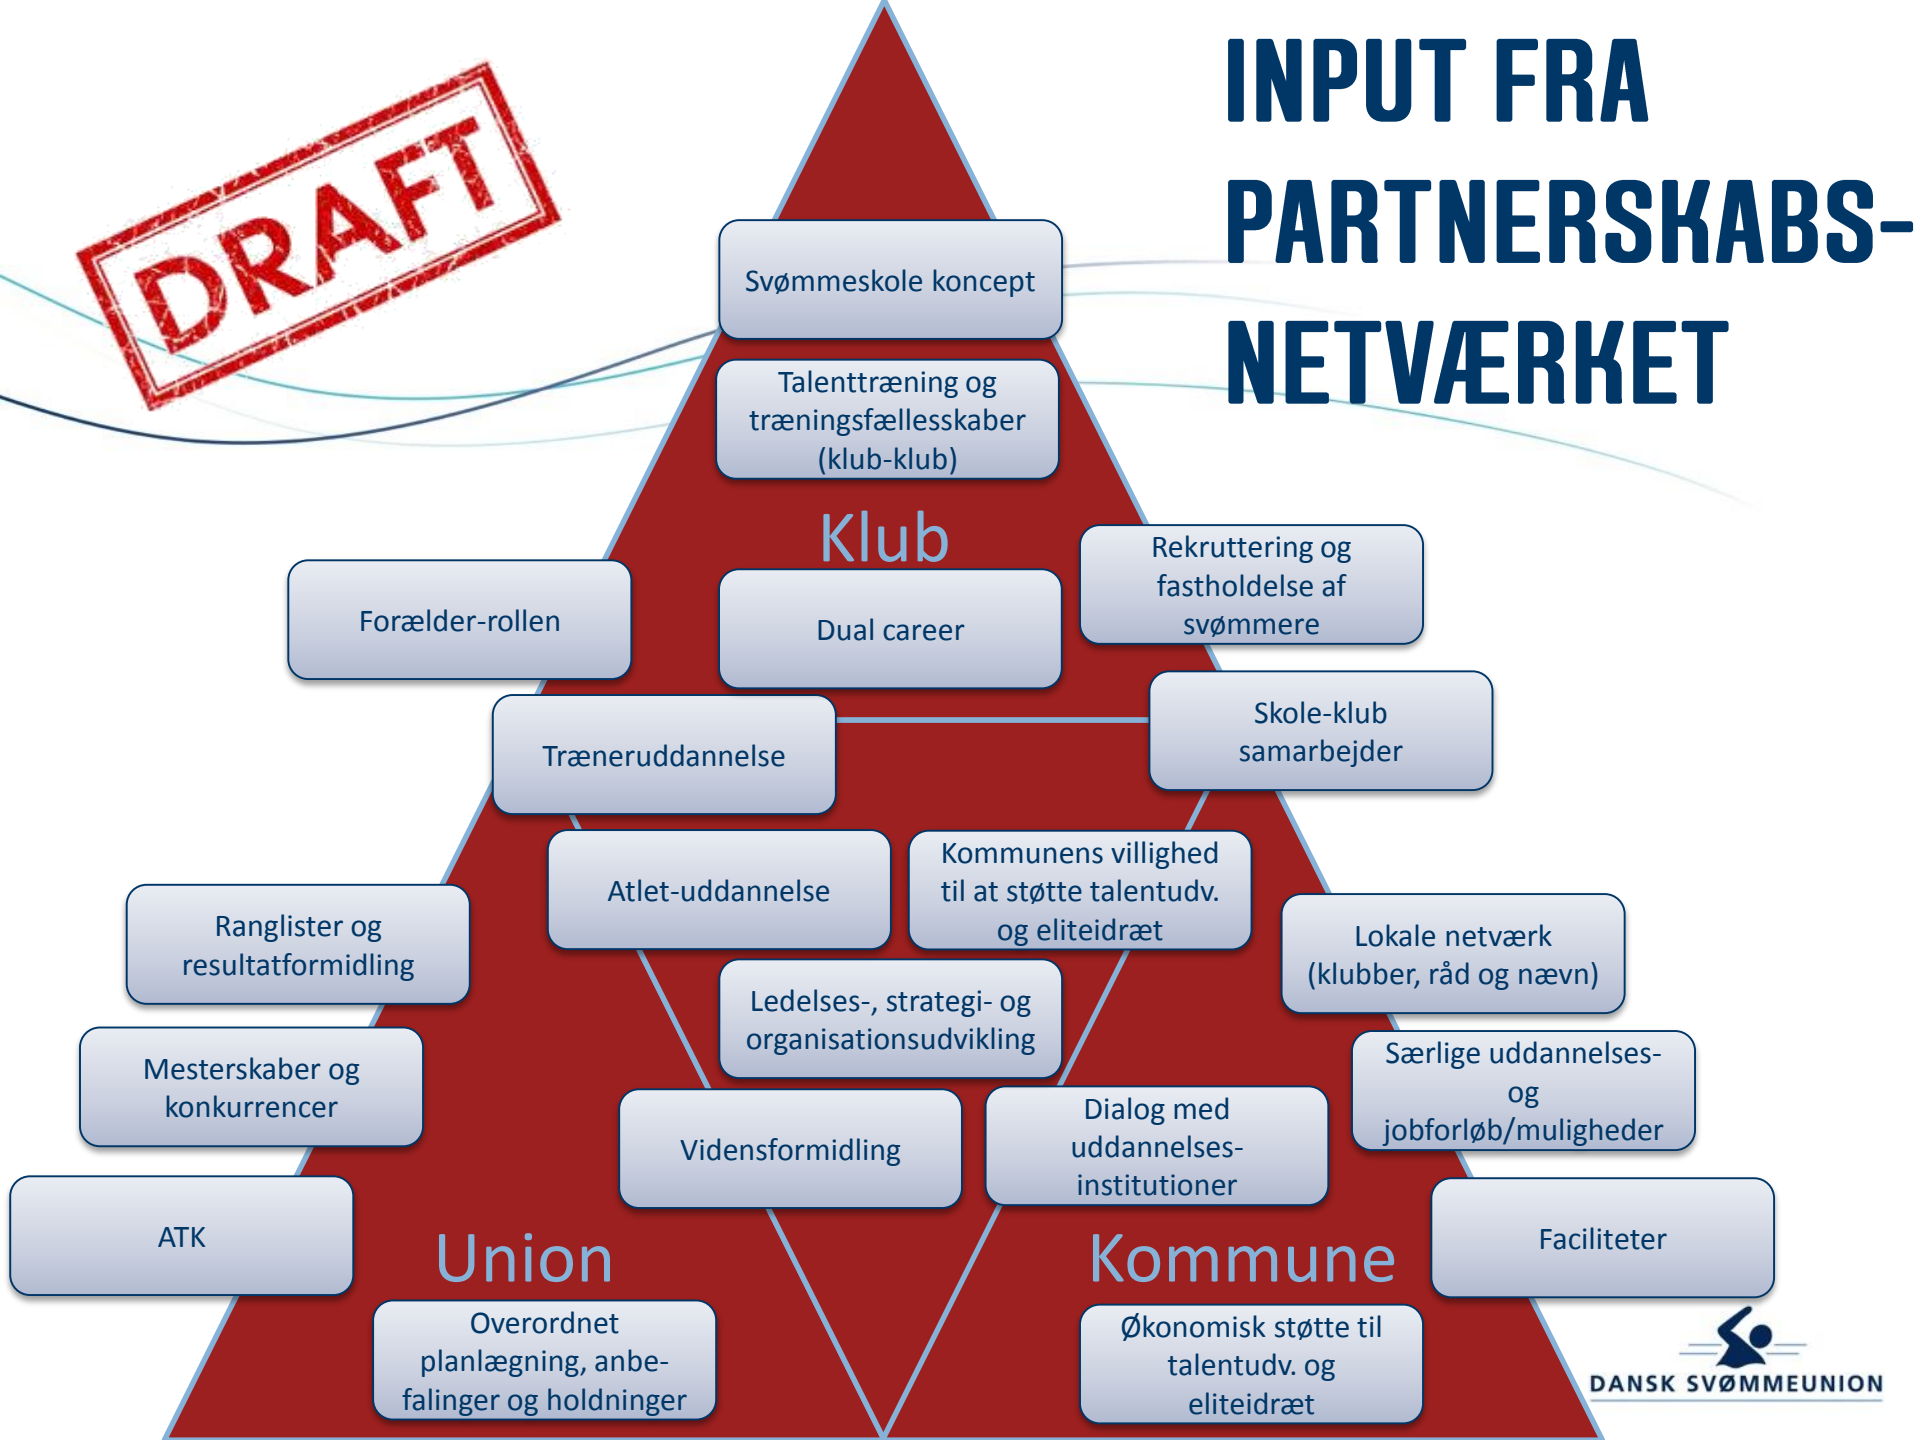 INPUT FRA
PARTNERSKABS-
NETVÆRKET
DRAFT
Svømmeskole koncept
Talenttræning og
træningsfællesskaber
(klub-klub)
Klub
Rekruttering og
fastholdelse af
svømmere
Forælder-rollen
Dual career
Skole-klub
samarbejder
Træneruddannelse
Atlet-uddannelse
Kommunens villighed
til at støtte talentudv.
og eliteidræt
Ranglister og
resultatformidling
Lokale netværk
(klubber, råd og nævn)
Ledelses-, strategi- og
organisationsudvikling
Mesterskaber og
konkurrencer
Særlige uddannelses-
og
jobforløb/muligheder
Vidensformidling
Dialog med
uddannelses-
institutioner
ATK
Union
Kommune
Faciliteter
Overordnet
planlægning, anbe-
falinger og holdninger
Økonomisk støtte til
talentudv. og
eliteidræt
DANSK SVØMMEUNION